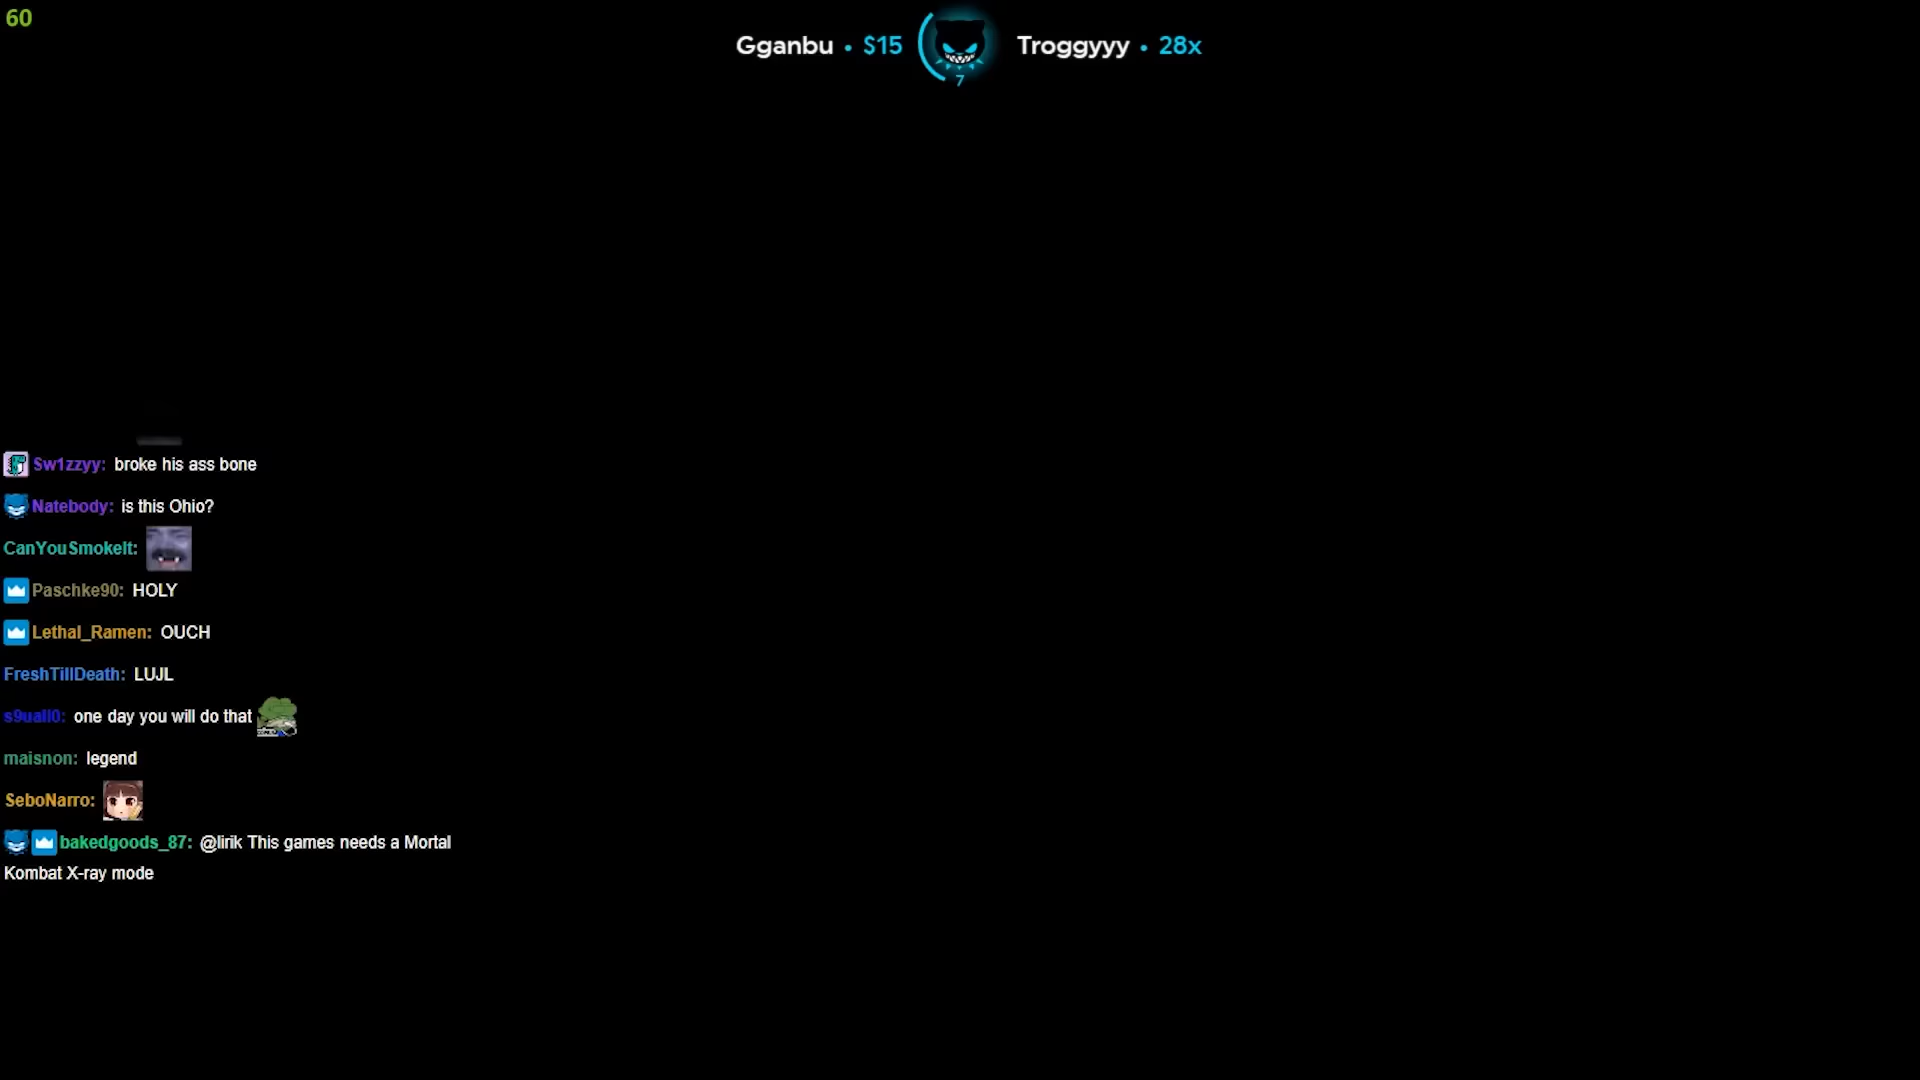 60
Gganbu • $15
7
Troggyyy • 28x
Sw1zzyy: broke his ass bone
Natebody: is this Ohio?
CanYouSmokeIt:
Paschke90: HOLY
Lethal_Ramen: OUCH
FreshTillDeath: LUJL
s9uall0: one day you will do that
maisnon: legend
SeboNarro:
bakedgoods_87: @lirik This games needs a Mortal
Kombat X-ray mode